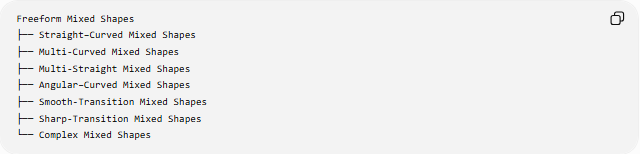 Freeform Mixed Shapes
├── Straight–Curved Mixed Shapes
├── Multi-Curved Mixed Shapes
├── Multi-Straight Mixed Shapes
├── Angular–Curved Mixed Shapes
├── Smooth-Transition Mixed Shapes
├── Sharp-Transition Mixed Shapes
└── Complex Mixed Shapes